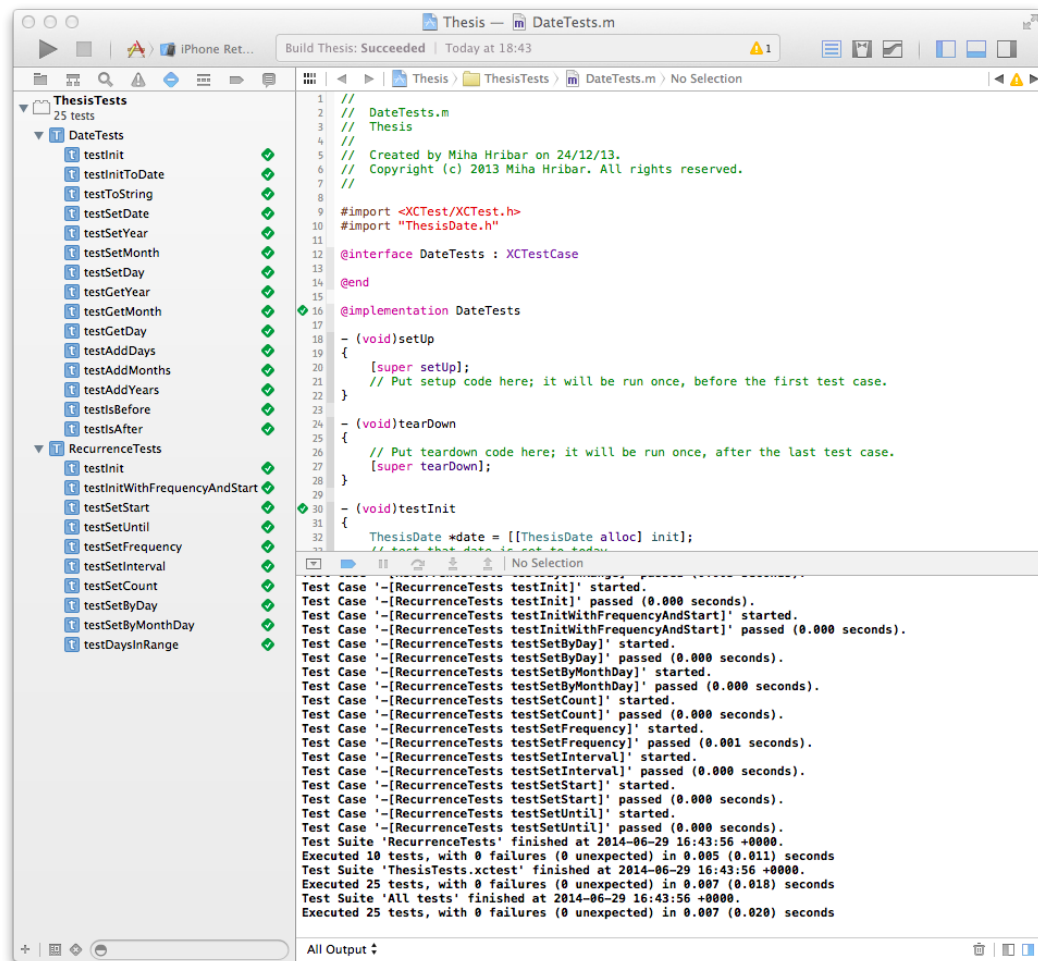 Thesis — DateTests.m
iPhone Ret...
Build Thesis: Succeeded | Today at 18:43
1
Thesis
ThesisTests
DateTests.m
No Selection
ThesisTests
25 tests
DateTests
testInit
testInitToDate
testToString
testSetDate
testSetYear
testSetMonth
testSetDay
testGetYear
testGetMonth
testGetDay
testAddDays
testAddMonths
testAddYears
testIsBefore
testIsAfter
RecurrenceTests
testInit
testInitWithFrequencyAndStart
testSetStart
testSetUntil
testSetFrequency
testSetInterval
testSetCount
testSetByDay
testSetByMonthDay
testDaysInRange
1 //
2 //  DateTests.m
3 //  Thesis
4 //
5 //  Created by Miha Hribar on 24/12/13.
6 //  Copyright (c) 2013 Miha Hribar. All rights reserved.
7 //
8
9 #import <XCTest/XCTest.h>
10 #import "ThesisDate.h"
11
12 @interface DateTests : XCTestCase
13
14 @end
15
16 @implementation DateTests
17
18 - (void)setUp
19 {
20     [super setUp];
21     // Put setup code here; it will be run once, before the first test case.
22 }
23
24 - (void)tearDown
25 {
26     // Put teardown code here; it will be run once, after the last test case.
27     [super tearDown];
28 }
29
30 - (void)testInit
31 {
32     ThesisDate *date = [[ThesisDate alloc] init];
// test that date is set to today
No Selection
Test Case '-[RecurrenceTests testInit]' started.
Test Case '-[RecurrenceTests testInit]' passed (0.000 seconds).
Test Case '-[RecurrenceTests testInitWithFrequencyAndStart]' started.
Test Case '-[RecurrenceTests testInitWithFrequencyAndStart]' passed (0.000 seconds).
Test Case '-[RecurrenceTests testSetByDay]' started.
Test Case '-[RecurrenceTests testSetByDay]' passed (0.000 seconds).
Test Case '-[RecurrenceTests testSetByMonthDay]' started.
Test Case '-[RecurrenceTests testSetByMonthDay]' passed (0.000 seconds).
Test Case '-[RecurrenceTests testSetCount]' started.
Test Case '-[RecurrenceTests testSetCount]' passed (0.000 seconds).
Test Case '-[RecurrenceTests testSetFrequency]' started.
Test Case '-[RecurrenceTests testSetFrequency]' passed (0.001 seconds).
Test Case '-[RecurrenceTests testSetInterval]' started.
Test Case '-[RecurrenceTests testSetInterval]' passed (0.000 seconds).
Test Case '-[RecurrenceTests testSetStart]' started.
Test Case '-[RecurrenceTests testSetStart]' passed (0.000 seconds).
Test Case '-[RecurrenceTests testSetUntil]' started.
Test Case '-[RecurrenceTests testSetUntil]' passed (0.000 seconds).
Test Suite 'RecurrenceTests' finished at 2014-06-29 16:43:56 +0000.
Executed 10 tests, with 0 failures (0 unexpected) in 0.005 (0.011) seconds
Test Suite 'ThesisTests.xctest' finished at 2014-06-29 16:43:56 +0000.
Executed 25 tests, with 0 failures (0 unexpected) in 0.007 (0.018) seconds
Test Suite 'All tests' finished at 2014-06-29 16:43:56 +0000.
Executed 25 tests, with 0 failures (0 unexpected) in 0.007 (0.020) seconds
All Output